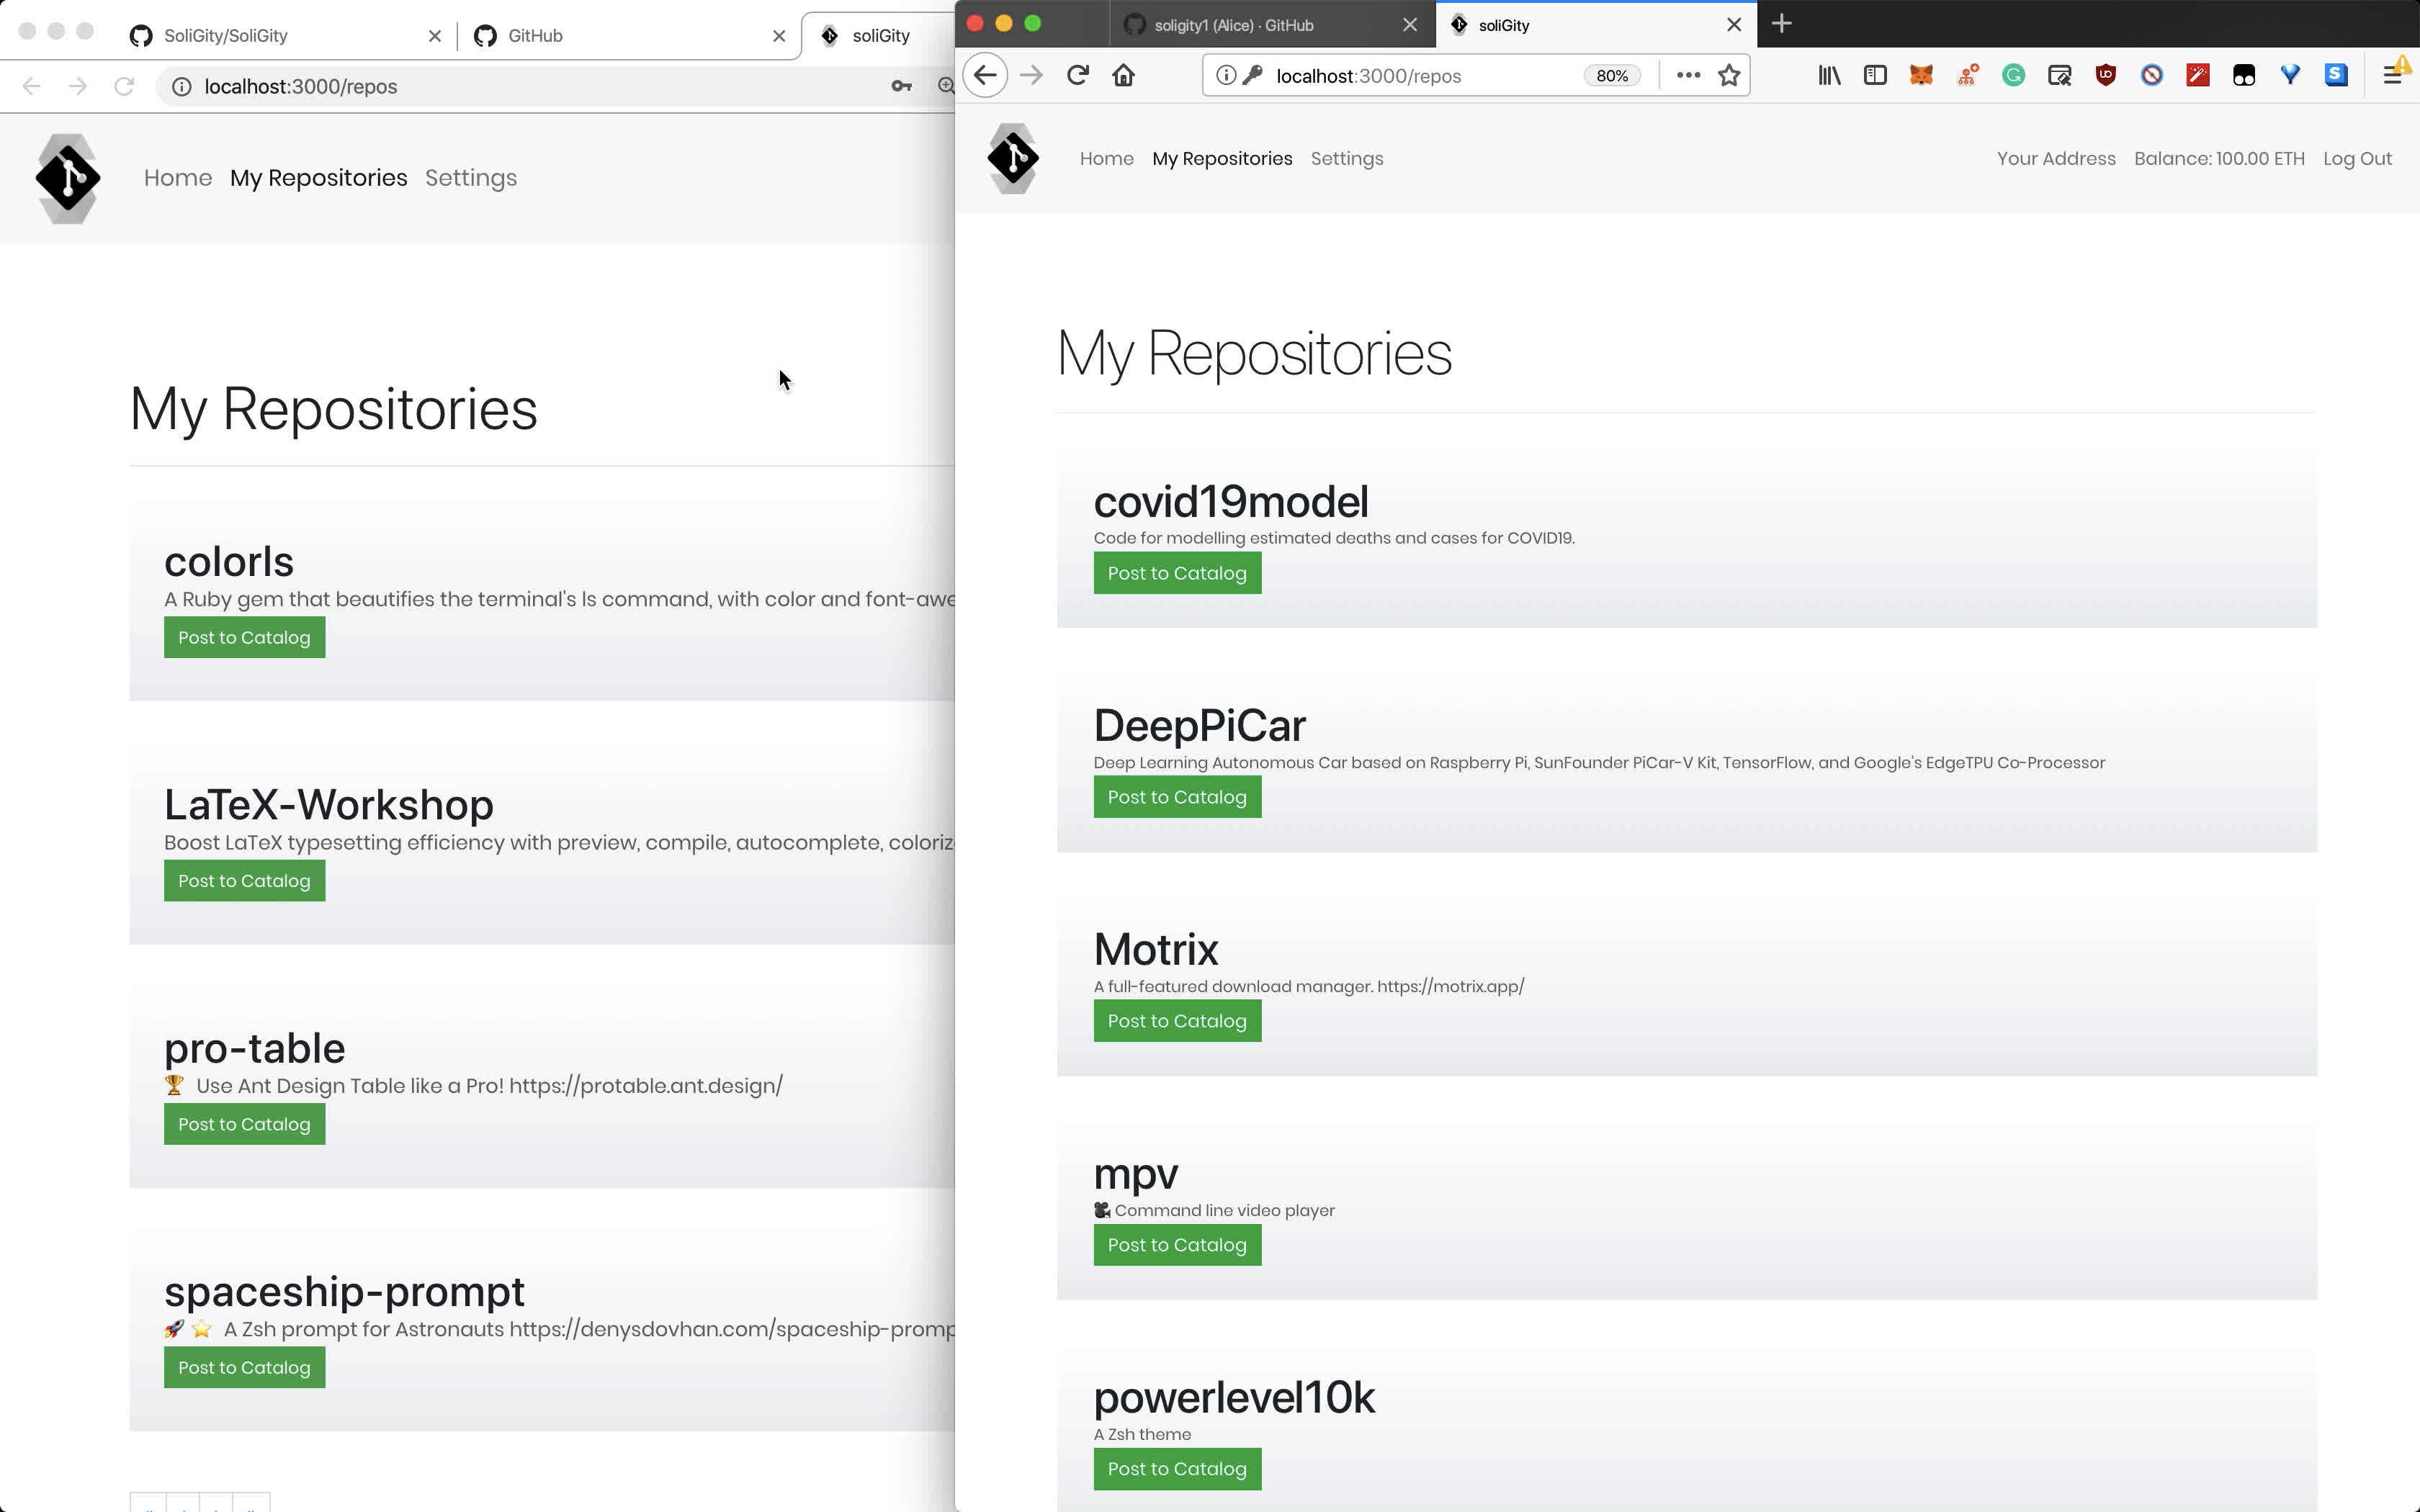 SoliGity/SoliGity
GitHub
soliGity
localhost:3000/repos
Home My Repositories Settings
My Repositories
colorls
A Ruby gem that beautifies the terminal's ls command, with color and font-awe
Post to Catalog
LaTeX-Workshop
Boost LaTeX typesetting efficiency with preview, compile, autocomplete, coloriz
Post to Catalog
pro-table
🏆 Use Ant Design Table like a Pro! https://protable.ant.design/
Post to Catalog
spaceship-prompt
🚀⭐ A Zsh prompt for Astronauts https://denysdovhan.com/spaceship-promp
Post to Catalog
soligity1 (Alice) · GitHub
soliGity
localhost:3000/repos
80%
Home My Repositories Settings
Your Address Balance: 100.00 ETH Log Out
My Repositories
covid19model
Code for modelling estimated deaths and cases for COVID19.
Post to Catalog
DeepPiCar
Deep Learning Autonomous Car based on Raspberry Pi, SunFounder PiCar-V Kit, TensorFlow, and Google's EdgeTPU Co-Processor
Post to Catalog
Motrix
A full-featured download manager. https://motrix.app/
Post to Catalog
mpv
🎥 Command line video player
Post to Catalog
powerlevel10k
A Zsh theme
Post to Catalog